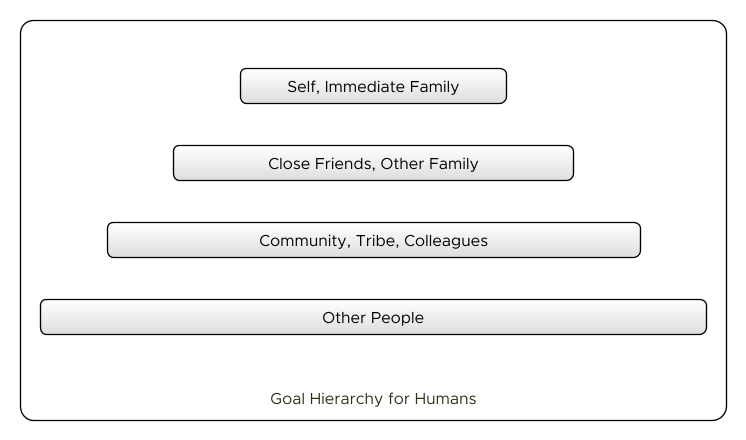 Self, Immediate Family
Close Friends, Other Family
Community, Tribe, Colleagues
Other People
Goal Hierarchy for Humans